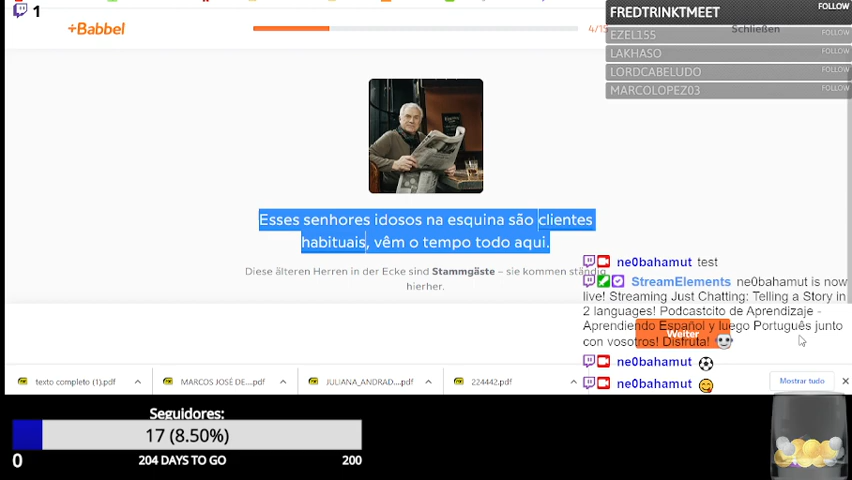 1
FREDTRINKTMEET
FOLLOW
+Babbel
4/15
Schließen
EZEL155
FOLLOW
LAKHASO
FOLLOW
LORDCABELUDO
FOLLOW
MARCOLOPEZ03
FOLLOW
Esses senhores idosos na esquina são clientes
habituais, vêm o tempo todo aqui.
Diese älteren Herren in der Ecke sind Stammgäste – sie kommen ständig
hierher.
Weiter
ne0bahamut test
StreamElements ne0bahamut is now
live! Streaming Just Chatting: Telling a Story in
2 languages! Podcastcito de Aprendizaje -
Aprendiendo Español y luego Português junto
con vosotros! Disfruta!
ne0bahamut
ne0bahamut
texto completo (1).pdf
MARCOS JOSÉ DE....pdf
JULIANA_ANDRAD....pdf
224442.pdf
Mostrar tudo
Seguidores:
17 (8.50%)
0
204 DAYS TO GO
200